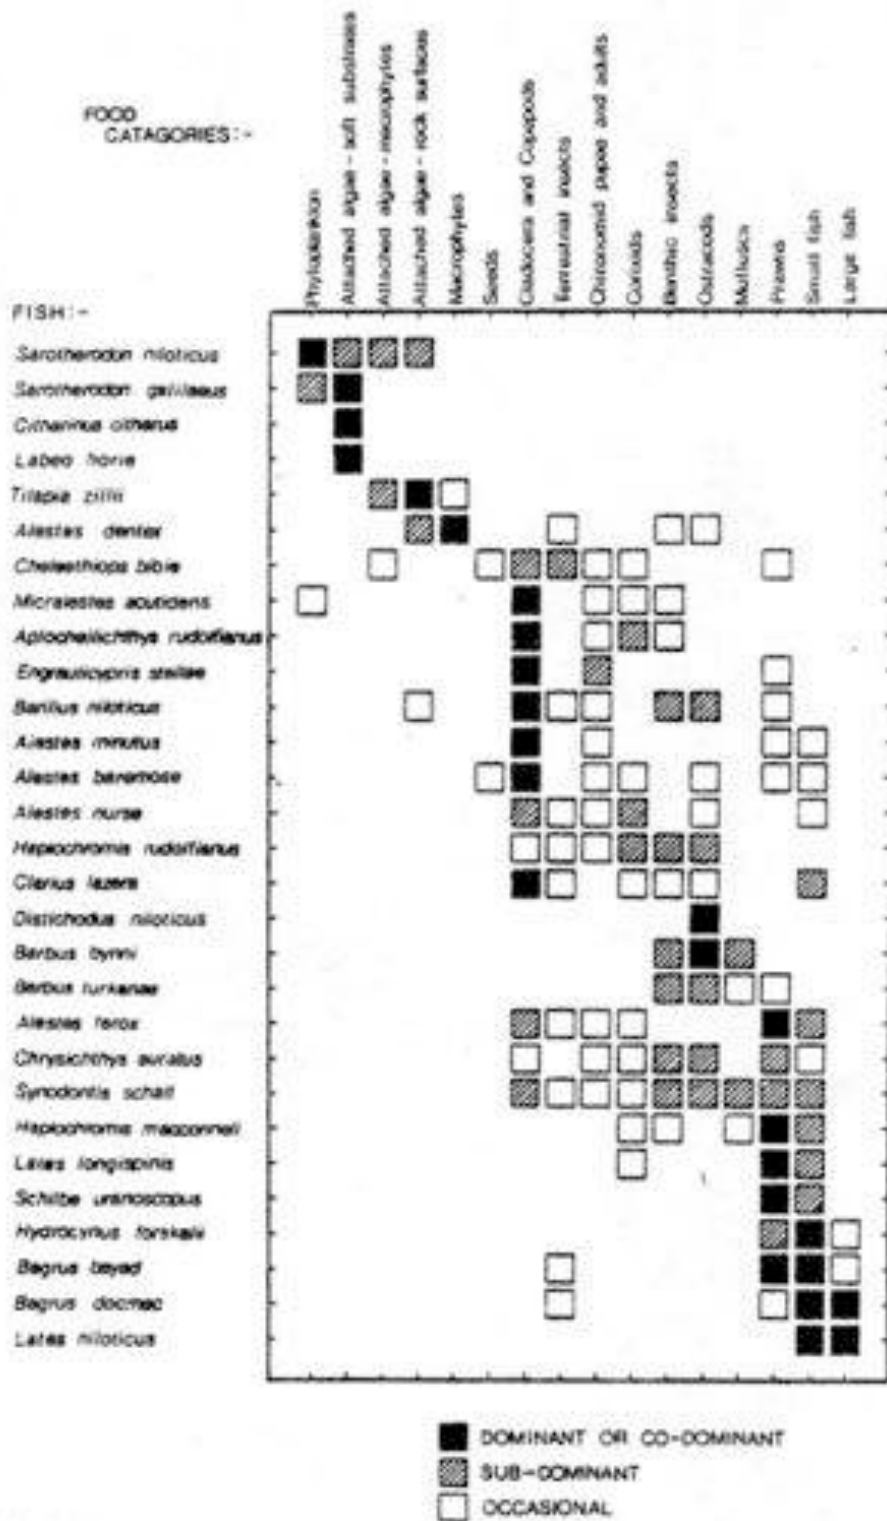 FOOD
CATAGORIES:-
Phytoplankton
Attached algae - soft substrates
Attached algae - macrophytes
Attached algae - rock surfaces
Macrophytes
Seeds
Cladocera and Copepods
Terrestrial insects
Chironomid pupae and adults
Corixids
Benthic insects
Ostracods
Molluscs
Prawns
Small fish
Large fish
FISH:-
Sarotherodon niloticus
Sarotherodon galilaeus
Citharinus citharus
Labeo horie
Tilapia zillii
Alestes dentex
Chelaethiops bibie
Micralestes acutidens
Aplocheilichthys rudolfianus
Engraulicypris stellae
Barilius niloticus
Alestes minutus
Alestes baremose
Alestes nurse
Haplochromis rudolfianus
Clarius lazera
Distichodus niloticus
Barbus bynni
Barbus turkanae
Alestes ferox
Chrysichthys auratus
Synodontis schall
Haplochromis macconneli
Lates longispinis
Schilbe uranoscopus
Hydrocynus forskalii
Bagrus bayad
Bagrus docmac
Lates niloticus
DOMINANT OR CO-DOMINANT
SUB-DOMINANT
OCCASIONAL